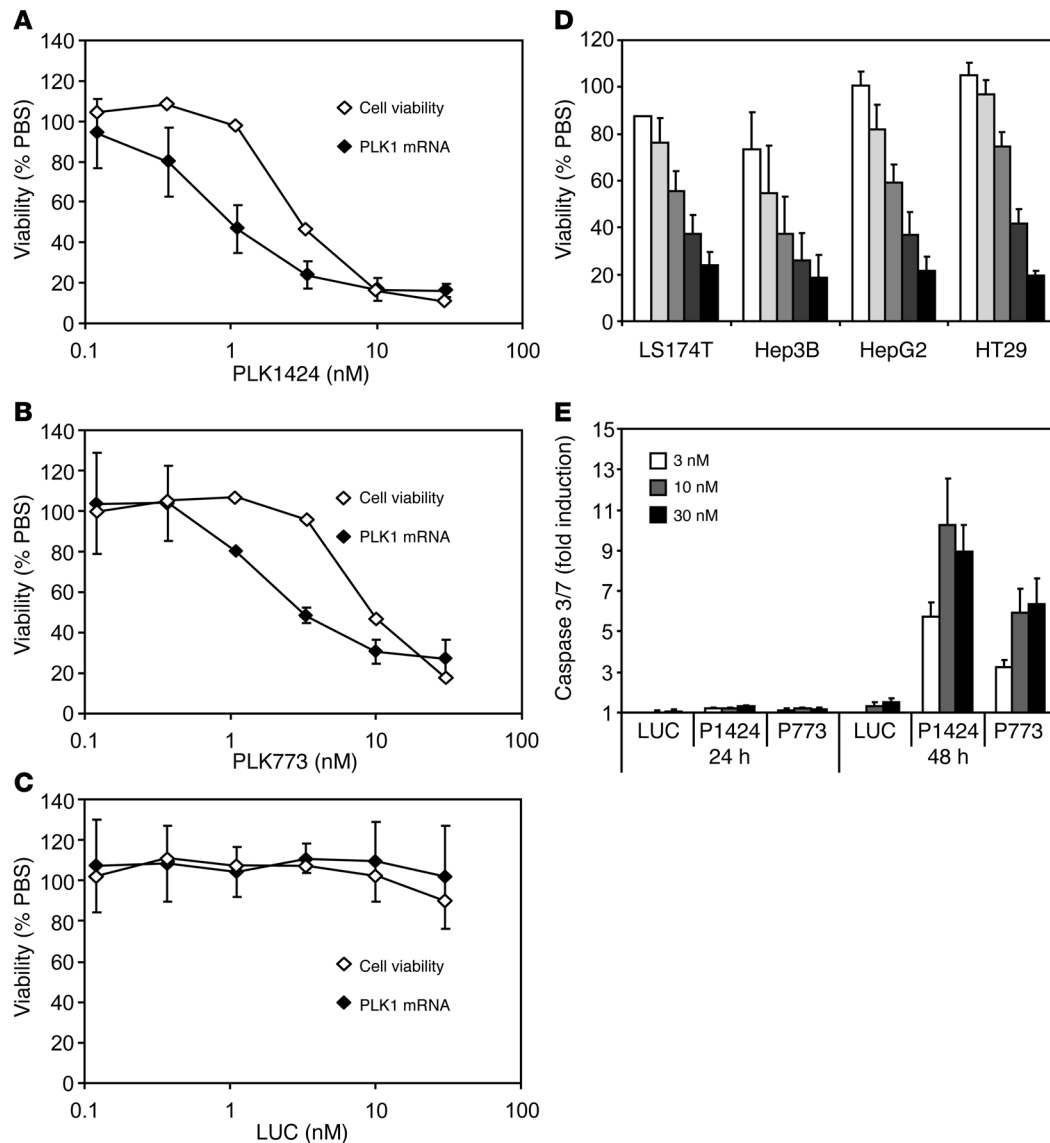 A
Viability (% PBS)
140
120
100
80
60
40
20
0
Cell viability
PLK1 mRNA
0.1
1
10
100
PLK1424 (nM)
B
Viability (% PBS)
140
120
100
80
60
40
20
0
Cell viability
PLK1 mRNA
0.1
1
10
100
PLK773 (nM)
C
Viability (% PBS)
140
120
100
80
60
40
20
0
Cell viability
PLK1 mRNA
0.1
1
10
100
LUC (nM)
D
Viability (% PBS)
120
100
80
60
40
20
0
LS174T
Hep3B
HepG2
HT29
E
Caspase 3/7 (fold induction)
15
13
11
9
7
5
3
1
3 nM
10 nM
30 nM
LUC
P1424
P773
LUC
P1424
P773
24 h
48 h